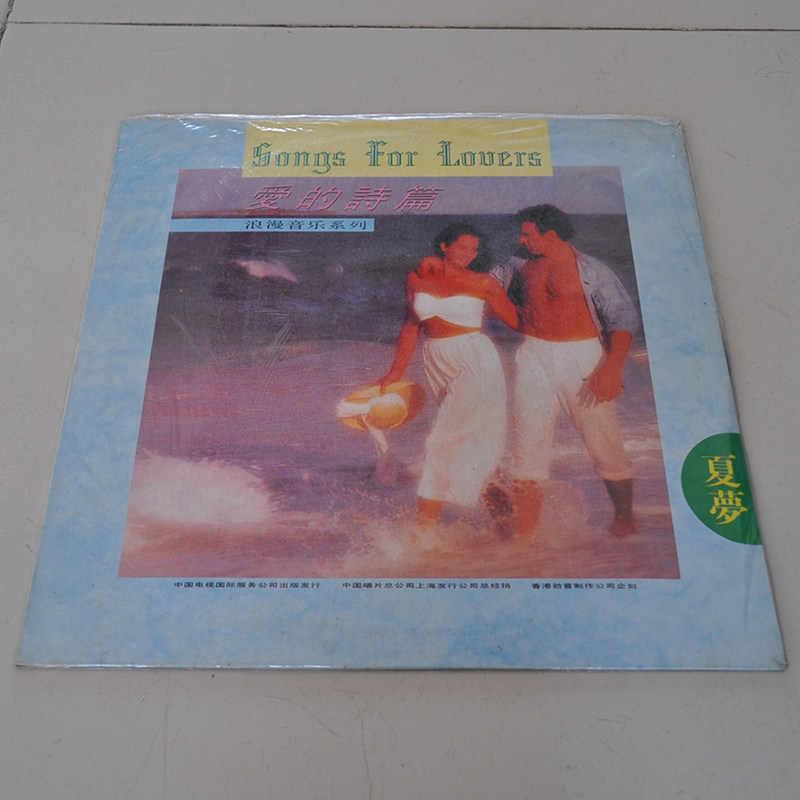 Songs For Lovers
愛的詩篇
浪漫音乐系列
夏夢
中国电视国际服务公司出版发行 中国唱片总公司上海发行公司总经销 香港劲音制作公司企划